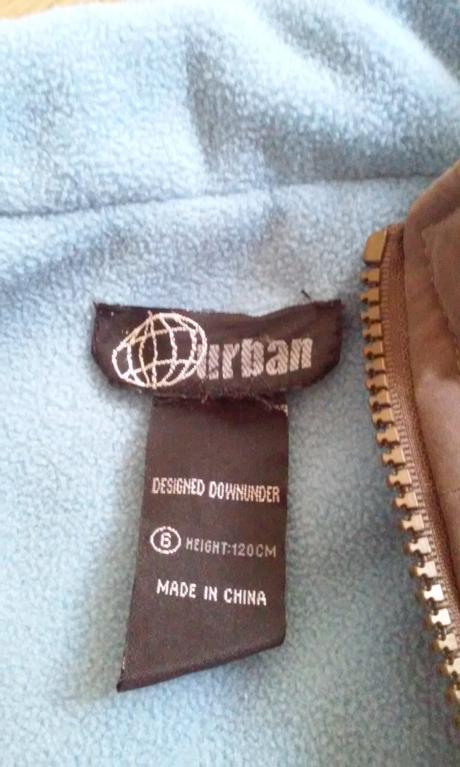 urban
DESIGNED DOWNUNDER
6 HEIGHT:120CM
MADE IN CHINA